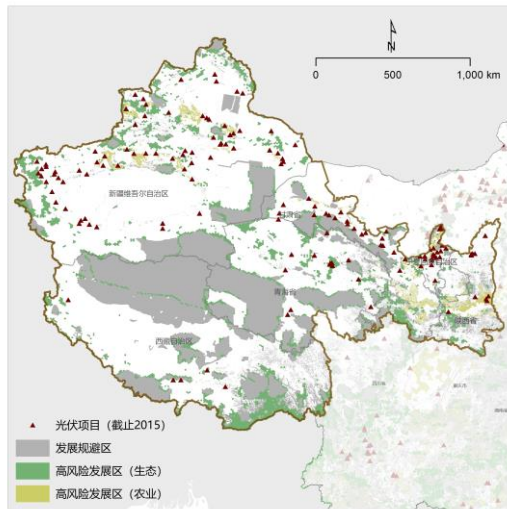 N
0
500
1,000 km
新疆维吾尔自治区
甘肃省
青海省
西藏自治区
陕西省
光伏项目（截止2015）
发展规避区
高风险发展区（生态）
高风险发展区（农业）